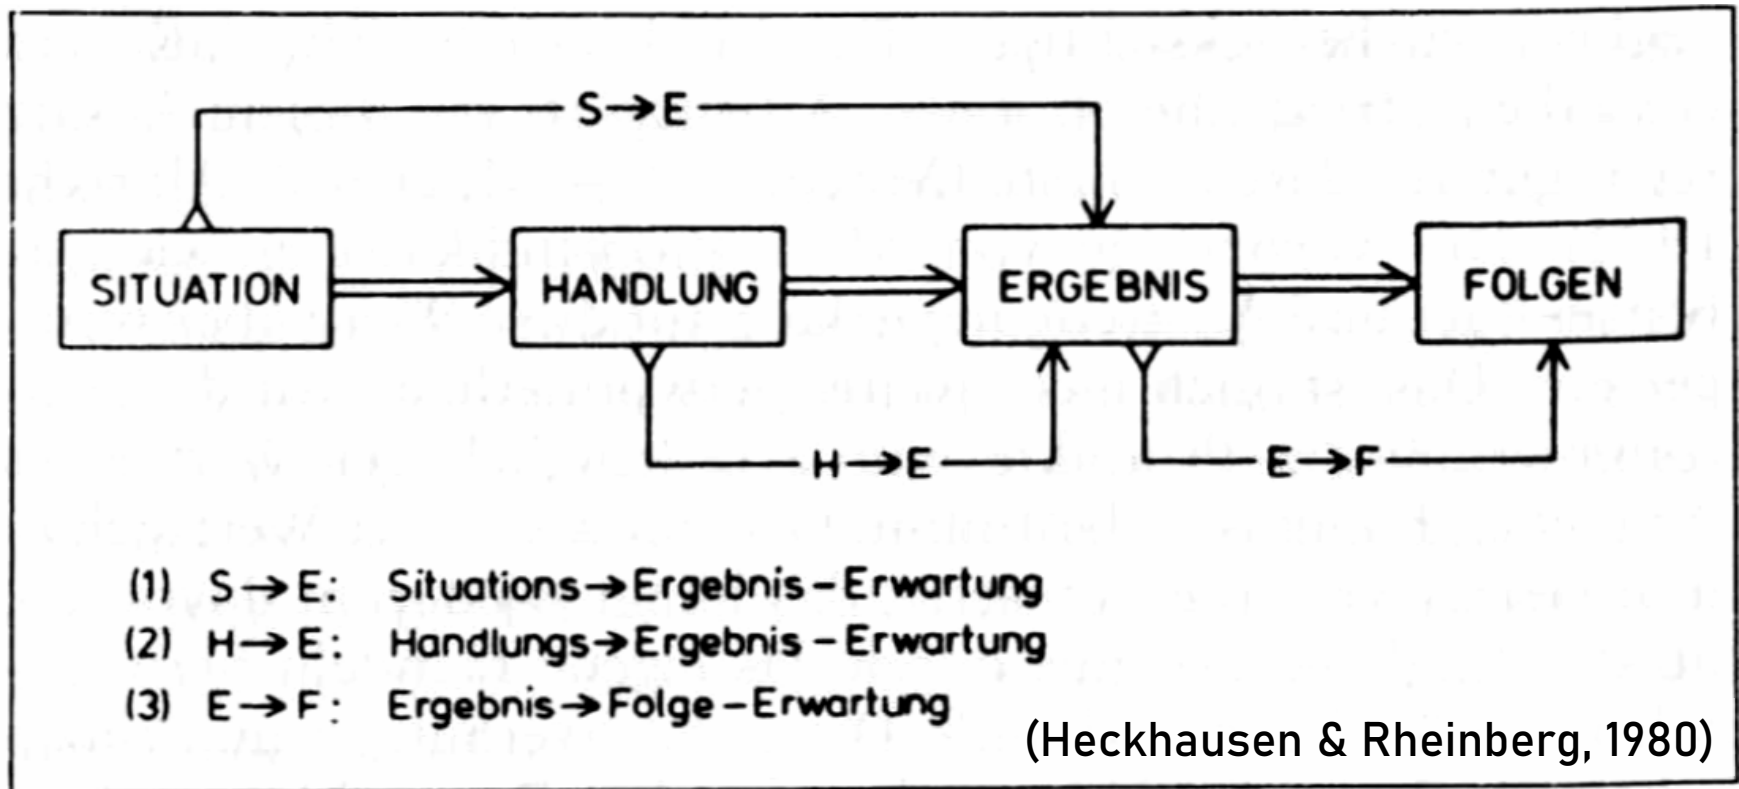 S→E
SITUATION HANDLUNG ERGEBNIS FOLGEN
H→E E→F
(1) S→E: Situations→Ergebnis-Erwartung
(2) H→E: Handlungs→Ergebnis-Erwartung
(3) E→F: Ergebnis→Folge-Erwartung
(Heckhausen & Rheinberg, 1980)